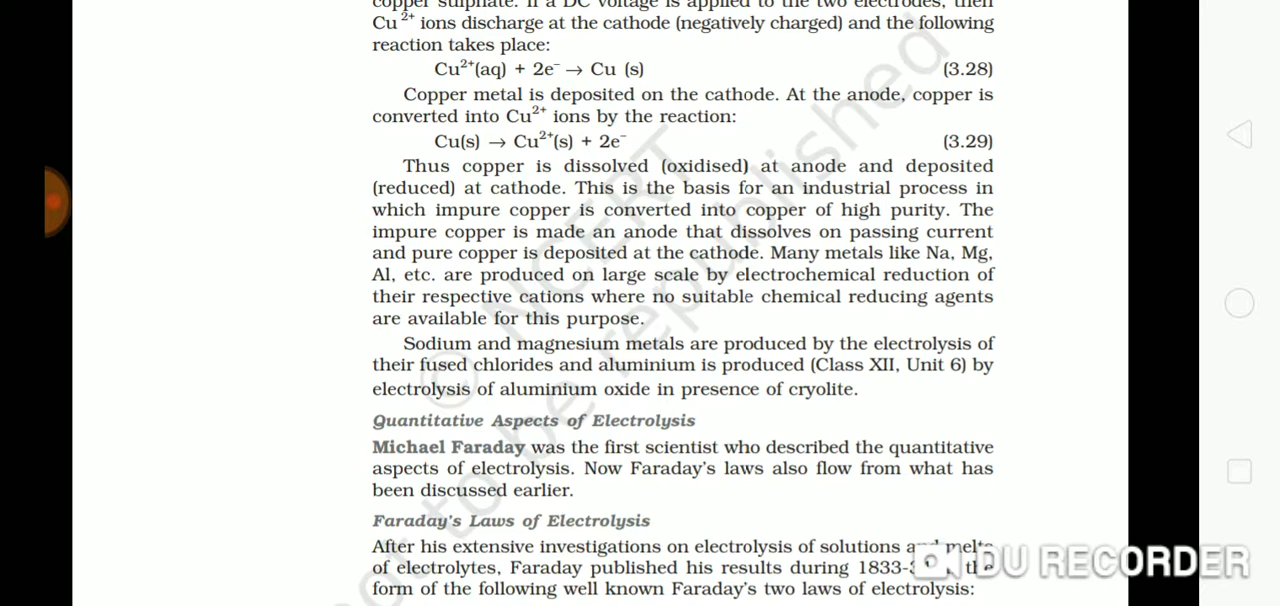 copper sulphate. If a DC voltage is applied to the two electrodes, then
Cu²⁺ ions discharge at the cathode (negatively charged) and the following
reaction takes place:
Cu²⁺(aq) + 2e⁻ → Cu (s) (3.28)
Copper metal is deposited on the cathode. At the anode, copper is
converted into Cu²⁺ ions by the reaction:
Cu(s) → Cu²⁺(s) + 2e⁻ (3.29)
Thus copper is dissolved (oxidised) at anode and deposited
(reduced) at cathode. This is the basis for an industrial process in
which impure copper is converted into copper of high purity. The
impure copper is made an anode that dissolves on passing current
and pure copper is deposited at the cathode. Many metals like Na, Mg,
Al, etc. are produced on large scale by electrochemical reduction of
their respective cations where no suitable chemical reducing agents
are available for this purpose.
Sodium and magnesium metals are produced by the electrolysis of
their fused chlorides and aluminium is produced (Class XII, Unit 6) by
electrolysis of aluminium oxide in presence of cryolite.
Quantitative Aspects of Electrolysis
Michael Faraday was the first scientist who described the quantitative
aspects of electrolysis. Now Faraday's laws also flow from what has
been discussed earlier.
Faraday's Laws of Electrolysis
After his extensive investigations on electrolysis of solutions and melts
of electrolytes, Faraday published his results during 1833- the
form of the following well known Faraday's two laws of electrolysis:
© NCERT
not to be republished
DU RECORDER